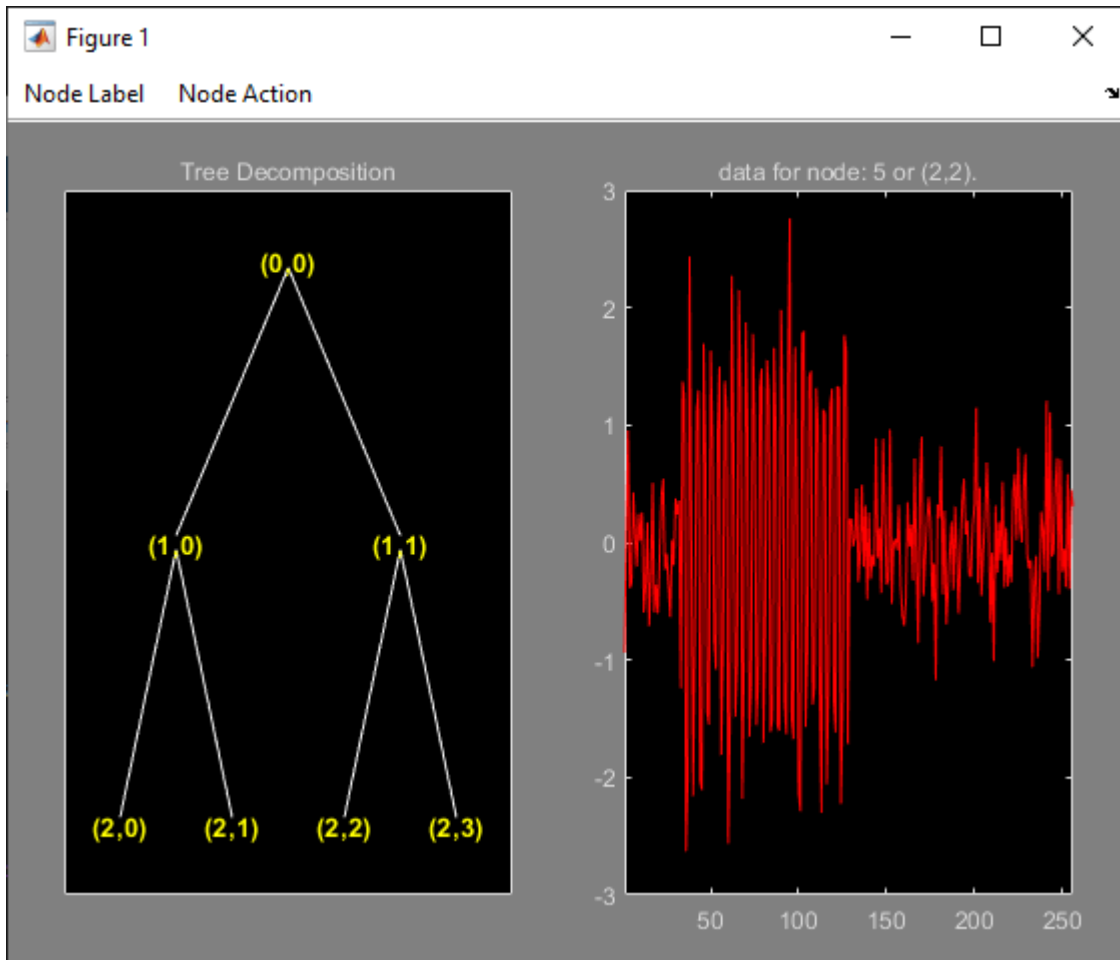 Figure 1
Node Label Node Action
Tree Decomposition
(0,0)
(1,0) (1,1)
(2,0) (2,1) (2,2) (2,3)
data for node: 5 or (2,2).
3
2
1
0
-1
-2
-3
50 100 150 200 250